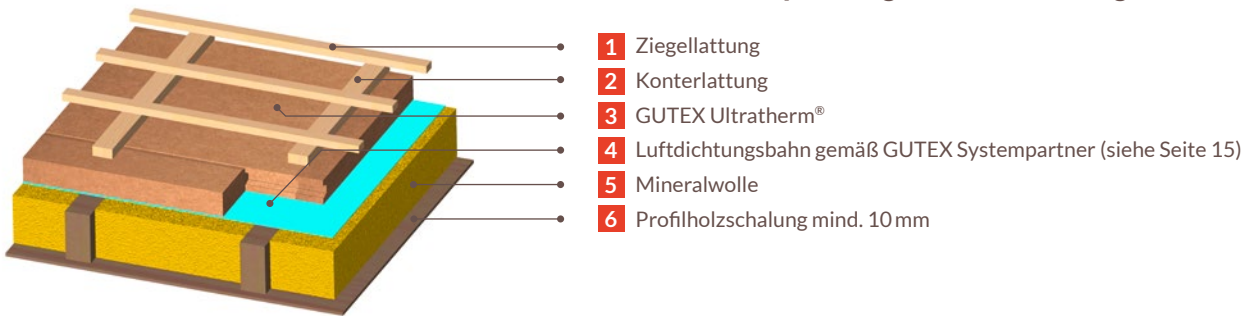 1 Ziegellattung
2 Konterlattung
3 GUTEX Ultratherm®
4 Luftdichtungsbahn gemäß GUTEX Systempartner (siehe Seite 15)
5 Mineralwolle
6 Profilholzschalung mind. 10 mm